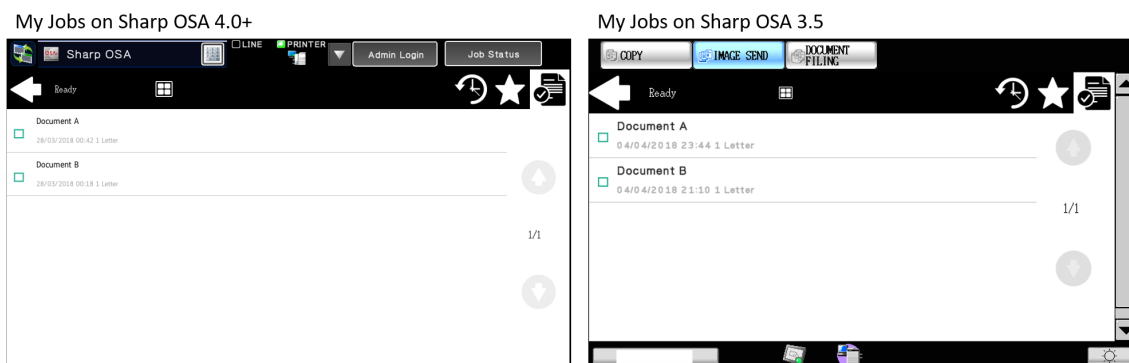 My Jobs on Sharp OSA 4.0+
OSA Sharp OSA
LINE
PRINTER
Admin Login
Job Status
Ready
Document A
28/03/2018 00:42 1 Letter
Document B
28/03/2018 00:18 1 Letter
1/1
My Jobs on Sharp OSA 3.5
COPY
IMAGE SEND
DOCUMENT
FILING
Ready
Document A
04/04/2018 23:44 1 Letter
Document B
04/04/2018 21:10 1 Letter
1/1